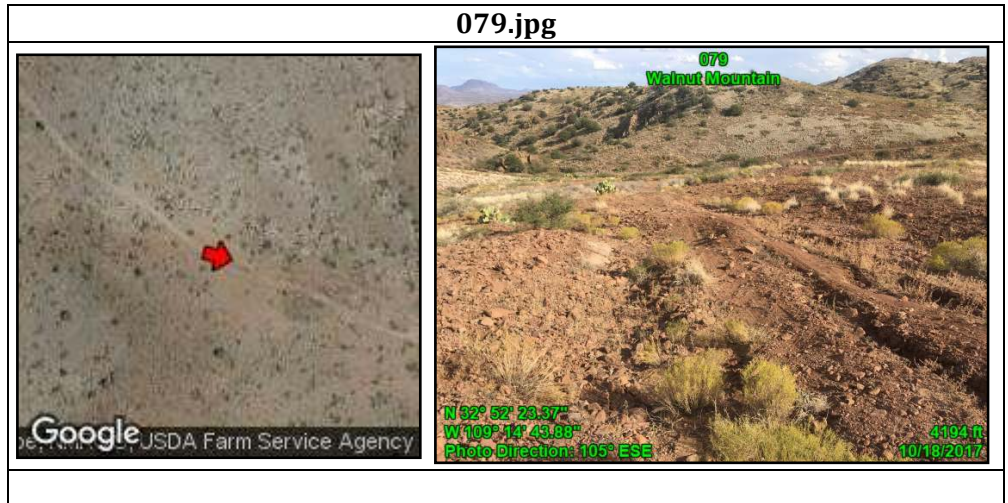 079.jpg
079
Walnut Mountain
N 32° 52' 23.37"
W 109° 14' 43.88"
Photo Direction: 105° ESE
4194 ft
10/18/2017
Google
USDA Farm Service Agency